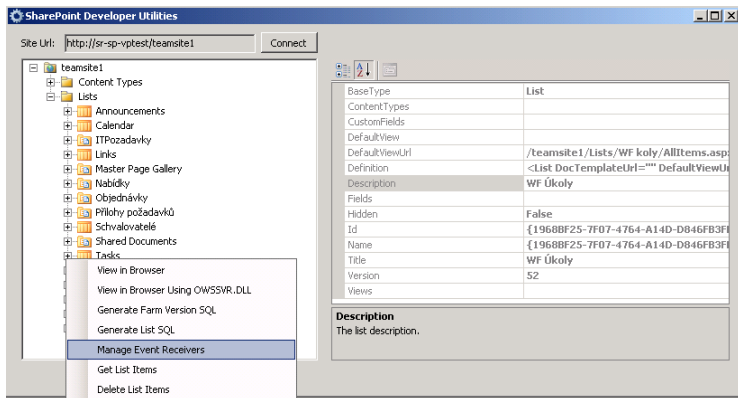 SharePoint Developer Utilities
Site Url: http://sr-sp-vptest/teamsite1 Connect
teamsite1
Content Types
Lists
Announcements
Calendar
ITPozadavky
Links
Master Page Gallery
Nabídky
Objednávky
Přílohy požadavků
Schvalovatelé
Shared Documents
Tasks
View in Browser
View in Browser Using OWSSVR.DLL
Generate Farm Version SQL
Generate List SQL
Manage Event Receivers
Get List Items
Delete List Items
BaseType List
ContentTypes
CustomFields
DefaultView
DefaultViewUrl /teamsite1/Lists/WF koly/AllItems.asp
Definition <List DocTemplateUrl="" DefaultViewU
Description WF Úkoly
Fields
Hidden False
Id {1968BF25-7F07-4764-A14D-D846FB3F
Name {1968BF25-7F07-4764-A14D-D846FB3F
Title WF Úkoly
Version 52
Views
Description
The list description.